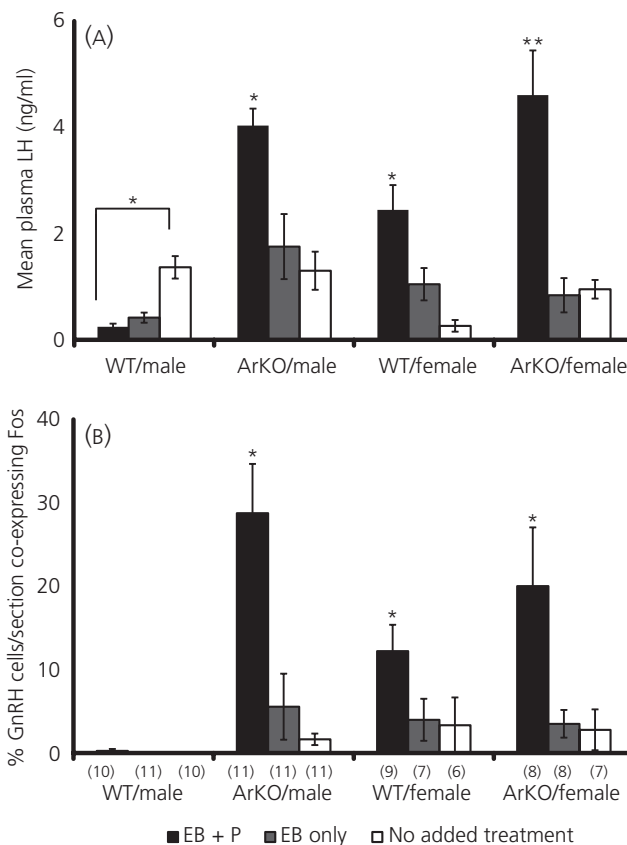 (A)
Mean plasma LH (ng/ml)
6
4
2
0
*
*
*
**
WT/male ArKO/male WT/female ArKO/female
(B)
% GnRH cells/section co-expressing Fos
40
30
20
10
0
*
*
*
(10) (11) (10) (11) (11) (11) (9) (7) (6) (8) (8) (7)
WT/male ArKO/male WT/female ArKO/female
EB + P EB only No added treatment